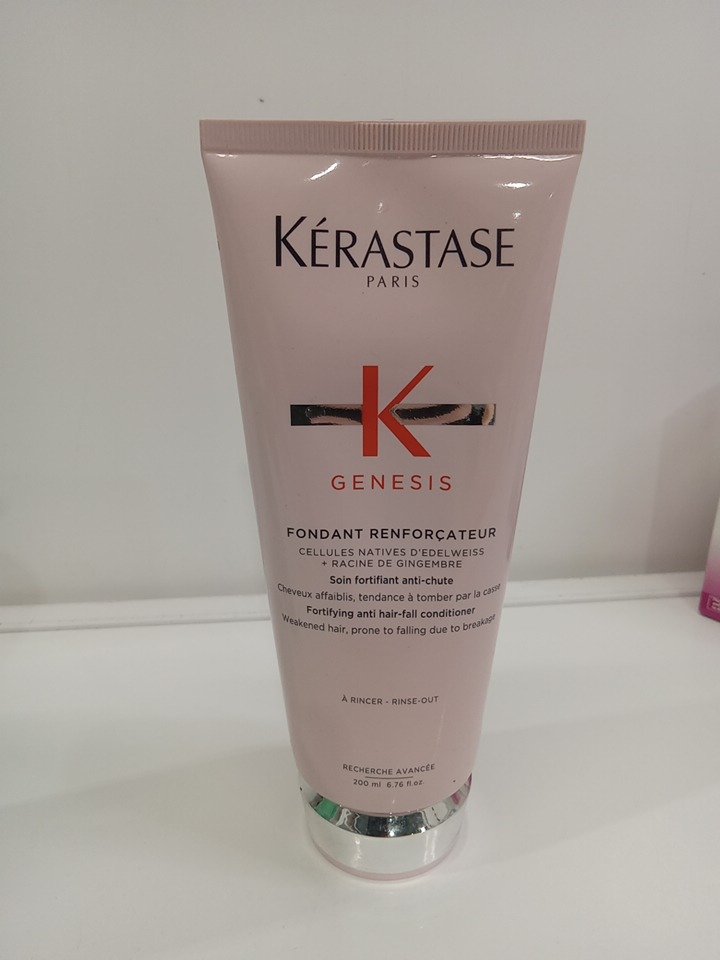 KÉRASTASE
PARIS
K
GENESIS
FONDANT RENFORÇATEUR
CELLULES NATIVES D'EDELWEISS
+ RACINE DE GINGEMBRE
Soin fortifiant anti-chute
Cheveux affaiblis, tendance à tomber par la casse
Fortifying anti hair-fall conditioner
Weakened hair, prone to falling due to breakage
À RINCER - RINSE-OUT
RECHERCHE AVANCÉE
200 ml 6.76 fl.oz.